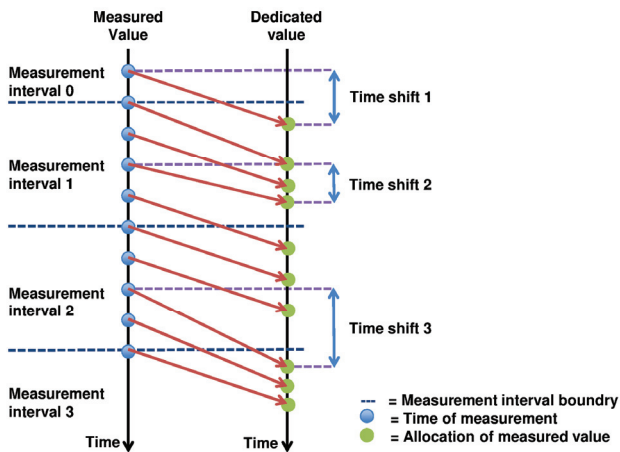 Measured
Value
Dedicated
value
Measurement
interval 0
Time shift 1
Measurement
interval 1
Time shift 2
Measurement
interval 2
Time shift 3
Measurement
interval 3
= Measurement interval boundry
= Time of measurement
= Allocation of measured value
Time
Time